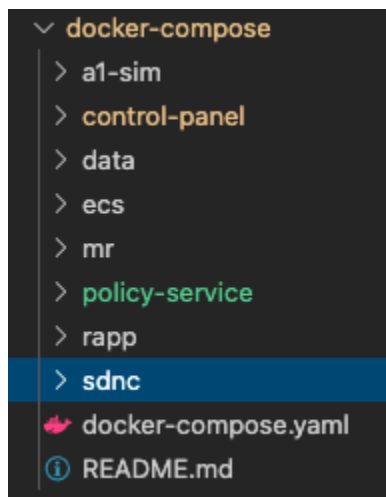 docker-compose
a1-sim
control-panel
data
ecs
mr
policy-service
rapp
sdnc
docker-compose.yaml
README.md